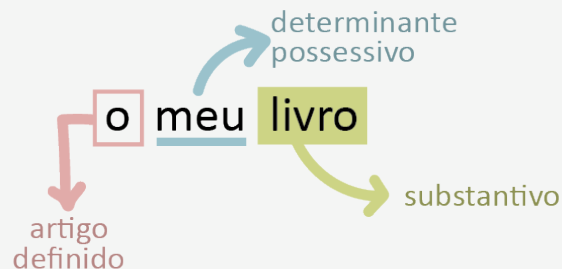 determinante
possessivo
o meu livro
substantivo
artigo
definido